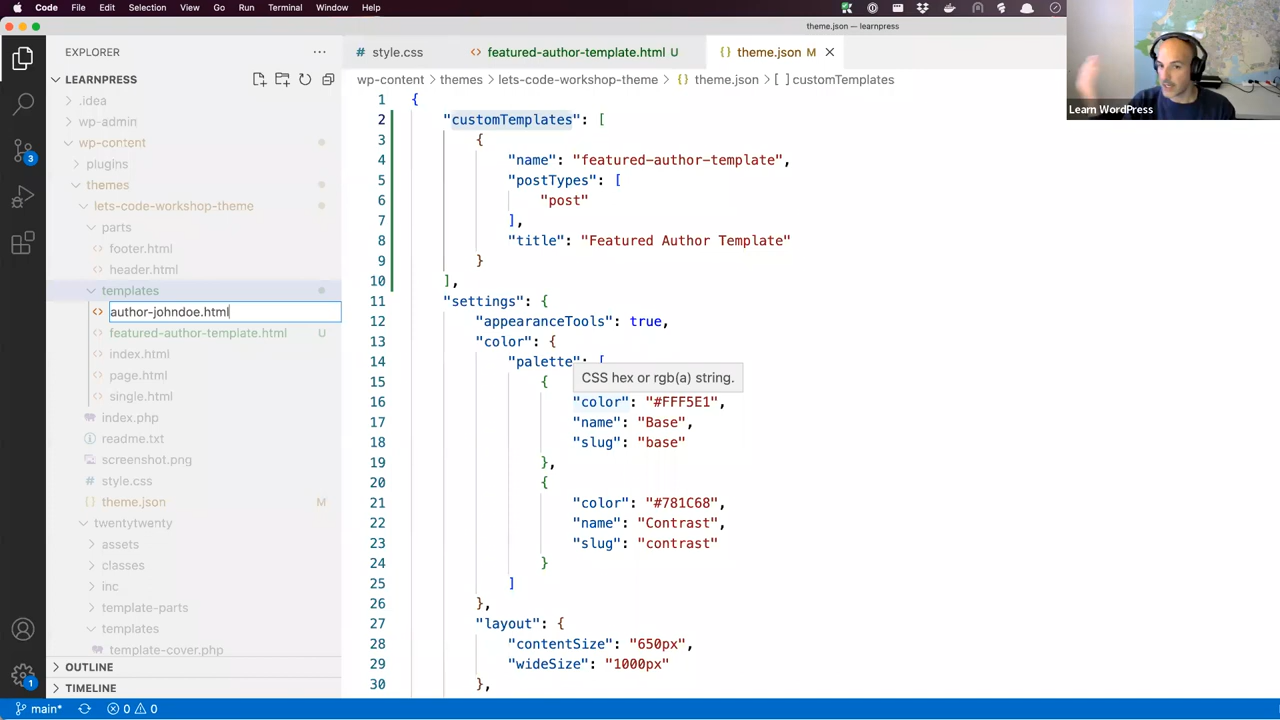 Code File Edit Selection View Go Run Terminal Window Help
theme.json — learnpress
EXPLORER
style.css
featured-author-template.html U
theme.json M
LEARNPRESS
wp-content > themes > lets-code-workshop-theme > {} theme.json > [ ] customTemplates
.idea
wp-admin
wp-content
plugins
themes
lets-code-workshop-theme
parts
footer.html
header.html
templates
author-johndoe.html
featured-author-template.html U
index.html
page.html
single.html
index.php
readme.txt
screenshot.png
style.css
{} theme.json M
twentytwenty
assets
classes
inc
template-parts
templates
template-cover.php
OUTLINE
TIMELINE
1 {
2 "customTemplates": [
3 {
4 "name": "featured-author-template",
5 "postTypes": [
6 "post"
7 ],
8 "title": "Featured Author Template"
9 }
10 ],
11 "settings": {
12 "appearanceTools": true,
13 "color": {
14 "palette": [
15 {
CSS hex or rgb(a) string.
16 "color": "#FFF5E1",
17 "name": "Base",
18 "slug": "base"
19 },
20 {
21 "color": "#781C68",
22 "name": "Contrast",
23 "slug": "contrast"
24 }
25 ]
26 },
27 "layout": {
28 "contentSize": "650px",
29 "wideSize": "1000px"
30 },
Learn WordPress
3
1
main* 0 0